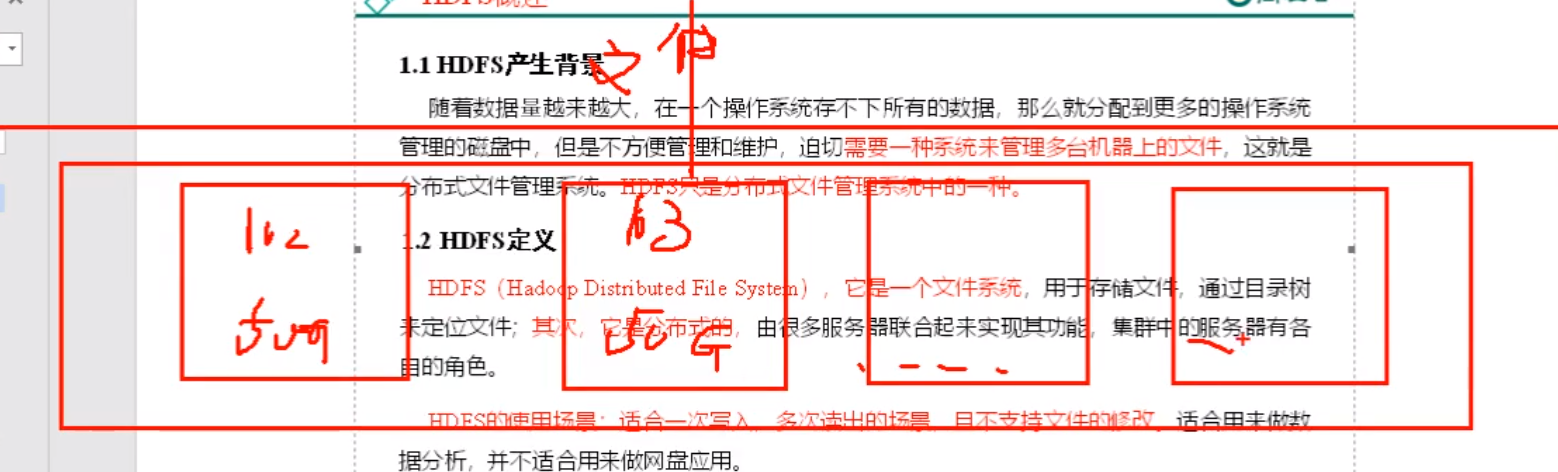 HDFS概述
1.1 HDFS产生背景
文件
随着数据量越来越大，在一个操作系统存不下所有的数据，那么就分配到更多的操作系统
管理的磁盘中，但是不方便管理和维护，迫切需要一种系统来管理多台机器上的文件，这就是
分布式文件管理系统。HDFS只是分布式文件管理系统中的一种。
102
103
1.2 HDFS定义
HDFS（Hadoop Distributed File System），它是一个文件系统，用于存储文件，通过目录树
来定位文件；其次，它是分布式的，由很多服务器联合起来实现其功能，集群中的服务器有各
50G
50G
自的角色。
HDFS的使用场景：适合一次写入，多次读出的场景，且不支持文件的修改。适合用来做数
据分析，并不适合用来做网盘应用。